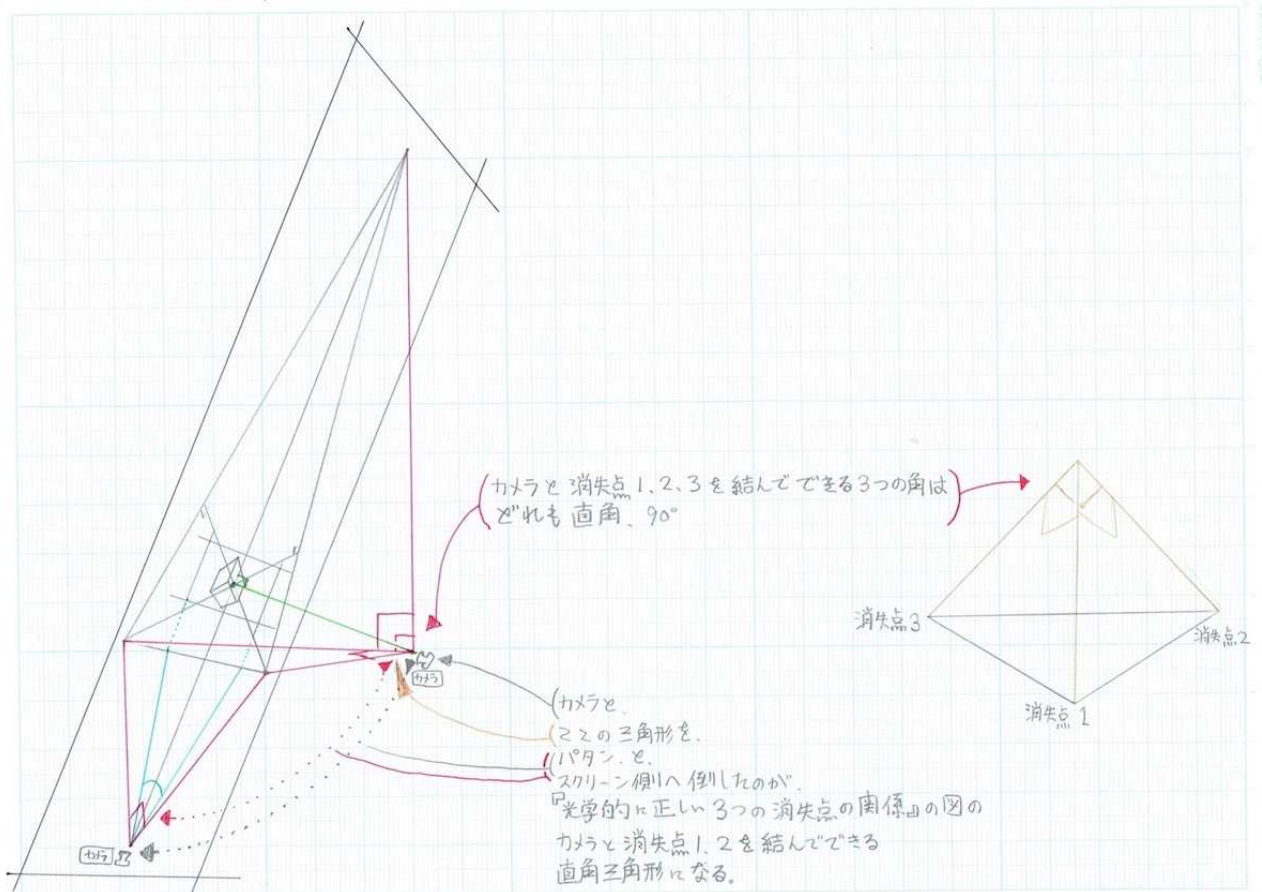 カメラと消失点1、2、3を結んでできる3つの角は
どれも直角、90°
消失点3
消失点2
消失点1
カメラ
カメラと、
ココの三角形を、
パタン、と、
スクリーン側へ倒したのが、
『光学的に正しい3つの消失点の関係』の図の
カメラと消失点1、2を結んでできる
直角三角形になる。
カメラ